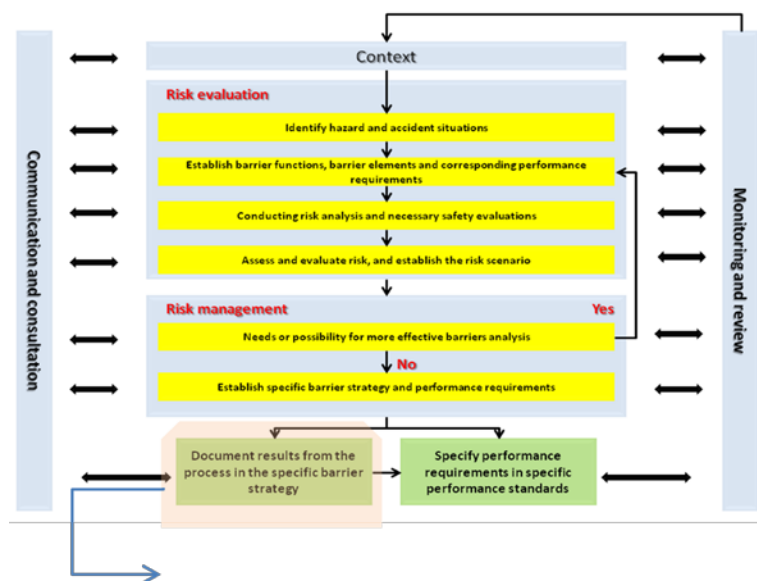 Context
Risk evaluation
Identify hazard and accident situations
Establish barrier functions, barrier elements and corresponding performance
requirements
Conducting risk analysis and necessary safety evaluations
Assess and evaluate risk, and establish the risk scenario
Risk management
Yes
Needs or possibility for more effective barriers analysis
No
Establish specific barrier strategy and performance requirements
Document results from the
process in the specific barrier
strategy
Specify performance
requirements in specific
performance standards
Communication and consultation
Monitoring and review